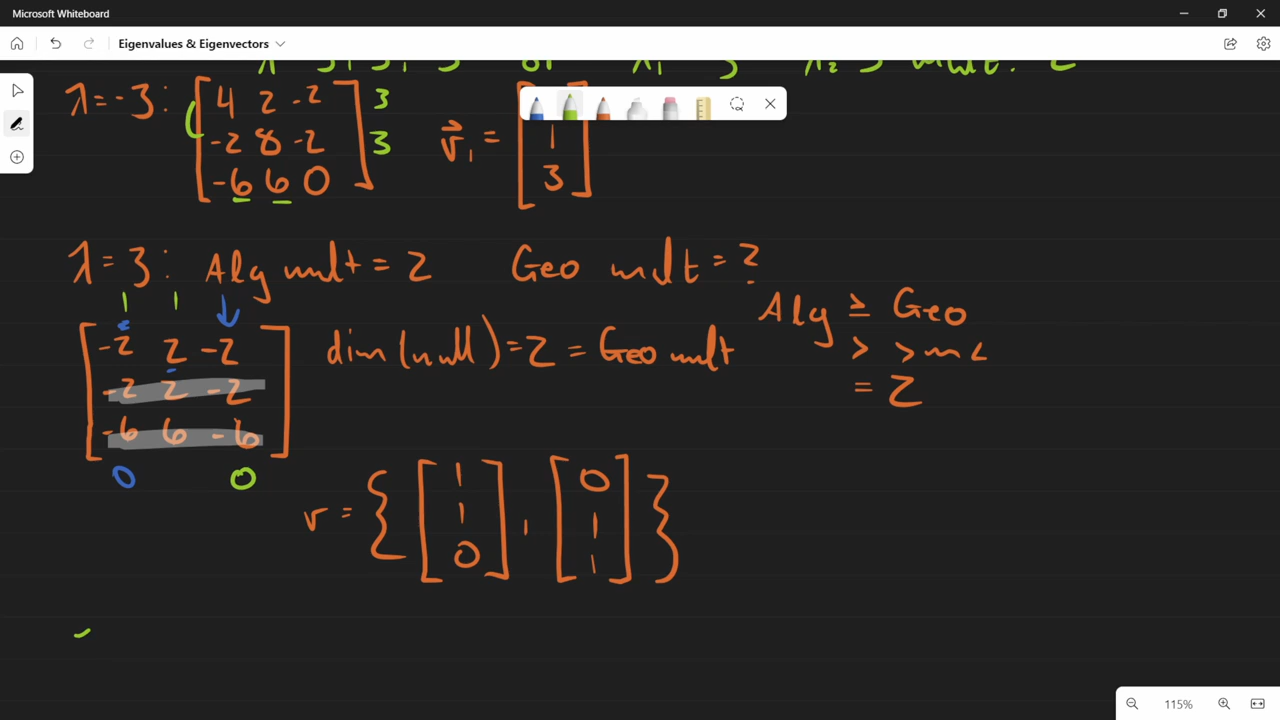 Microsoft Whiteboard
Eigenvalues & Eigenvectors
λ = -3: [4 2 -2] 3
[-2 8 -2] 3
[-6 6 0]
v⃗₁ = [
1
3 ]
λ = 3: Alg mult = 2 Geo mult = ?
Alg ≥ Geo
1 1
[-2 2 -2] dim(null) = 2 = Geo mult
[-2 2 -2]
[-6 6 -6]
= 2
0 0
v = { [1 1 0], [0 1 1] }
115%